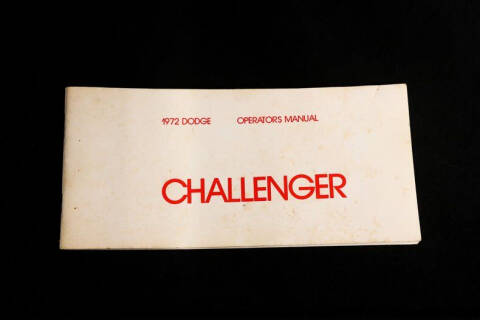 1972 DODGE OPERATORS MANUAL
CHALLENGER